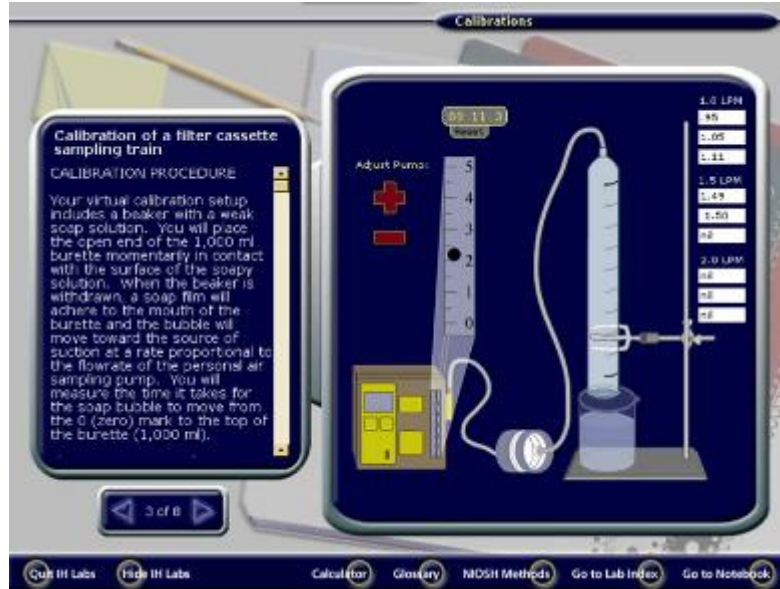 Calibrations
Calibration of a filter cassette
sampling train
CALIBRATION PROCEDURE
Your virtual calibration setup
includes a beaker with a weak
soap solution. You will place
the open end of the 1,000 ml
burette momentarily in contact
with the surface of the soapy
solution. When the beaker is
withdrawn, a soap film will
adhere to the mouth of the
burette and the bubble will
move toward the source of
suction at a rate proportional to
the flowrate of the personal air
sampling pump. You will
measure the time it takes for
the soap bubble to move from
the 0 (zero) mark to the top of
the burette (1,000 ml).
3 of 8
Reset
Adjust Pump:
5
4
3
2
1
0
1.0 LPM
.95
1.05
1.11
1.5 LPM
1.49
1.50
ml
2.0 LPM
ml
ml
ml
Quit IH Labs
Hide IH Labs
Calculator
Glossary
NIOSH Methods
Go to Lab Index
Go to Notebook